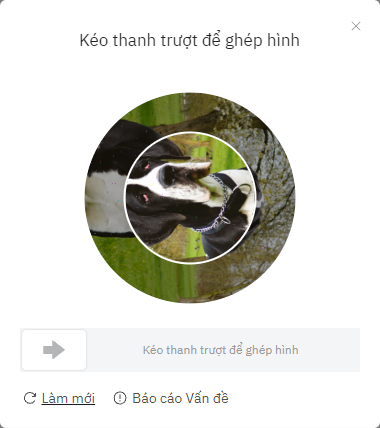 Kéo thanh trượt để ghép hình
Kéo thanh trượt để ghép hình
Làm mới
Báo cáo Vấn đề